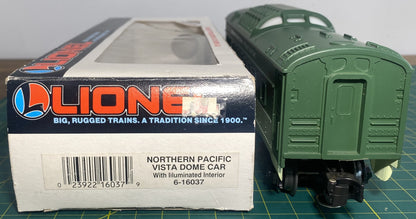 LIONEL
BIG, RUGGED TRAINS. A TRADITION SINCE 1900.™
NORTHERN PACIFIC
VISTA DOME CAR
With Illuminated Interior
6-16037
0 23922 16037 9